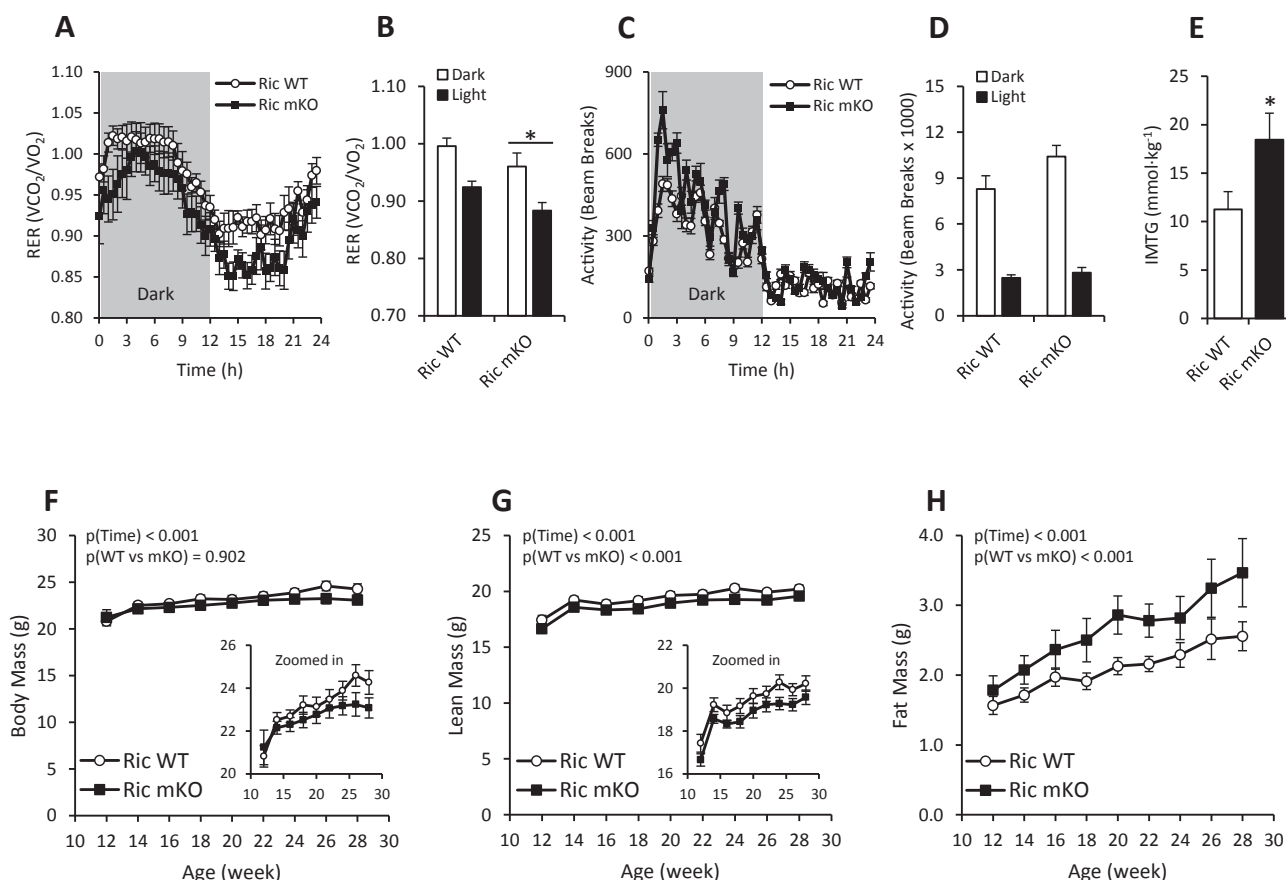 A
RER (VCO2/VO2)
1.10
1.05
1.00
0.95
0.90
0.85
0.80
Ric WT
Ric mKO
Dark
0 3 6 9 12 15 18 21 24
Time (h)
B
RER (VCO2/VO2)
Dark
Light
1.00
0.90
0.80
0.70
*
Ric WT
Ric mKO
C
Activity (Beam Breaks)
900
600
300
0
Ric WT
Ric mKO
Dark
0 3 6 9 12 15 18 21 24
Time (h)
D
Activity (Beam Breaks x 1000)
Dark
Light
15
12
9
6
3
0
Ric WT
Ric mKO
E
IMTG (mmol·kg-1)
25
20
15
10
5
0
*
Ric WT
Ric mKO
F
Body Mass (g)
p(Time) < 0.001
p(WT vs mKO) = 0.902
30
25
20
15
10
5
0
Zoomed in
26
24
22
20
10 15 20 25 30
Ric WT
Ric mKO
10 12 14 16 18 20 22 24 26 28 30
Age (week)
G
Lean Mass (g)
p(Time) < 0.001
p(WT vs mKO) < 0.001
25
20
15
10
5
0
Zoomed in
22
20
18
16
10 15 20 25 30
Ric WT
Ric mKO
10 12 14 16 18 20 22 24 26 28 30
Age (week)
H
Fat Mass (g)
p(Time) < 0.001
p(WT vs mKO) < 0.001
4.0
3.0
2.0
1.0
0.0
Ric WT
Ric mKO
10 12 14 16 18 20 22 24 26 28 30
Age (week)